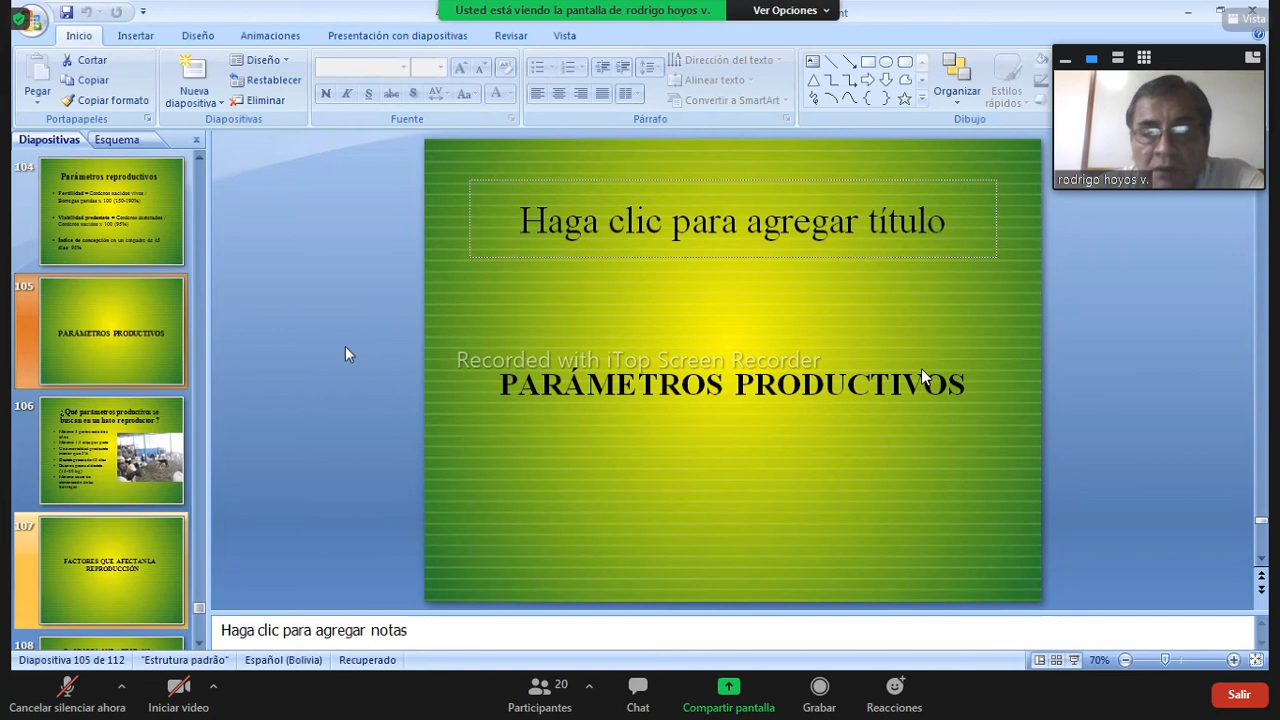 Usted está viendo la pantalla de rodrigo hoyos v.
Ver Opciones
Vista
Inicio
Insertar
Diseño
Animaciones
Presentación con diapositivas
Revisar
Vista
Pegar
Cortar
Copiar
Copiar formato
Portapapeles
Nueva diapositiva
Diseño
Restablecer
Eliminar
Diapositivas
N K S abc S AV Aa A
Fuente
Dirección del texto
Alinear texto
Convertir a SmartArt
Párrafo
Organizar
Estilos rápidos
Dibujo
rodrigo hoyos v.
Diapositivas
Esquema
104
Parámetros reproductivos
105
PARÁMETROS PRODUCTIVOS
106
¿Qué parámetros productivos se
buscan en un hato reproductor?
107
FACTORES QUE AFECTAN LA
REPRODUCCIÓN
108
Haga clic para agregar título
Recorded with iTop Screen Recorder
PARÁMETROS PRODUCTIVOS
Haga clic para agregar notas
Diapositiva 105 de 112
"Estrutura padrão"
Español (Bolivia)
Recuperado
70%
Cancelar silenciar ahora
Iniciar video
20
Participantes
Chat
Compartir pantalla
Grabar
Reacciones
Salir